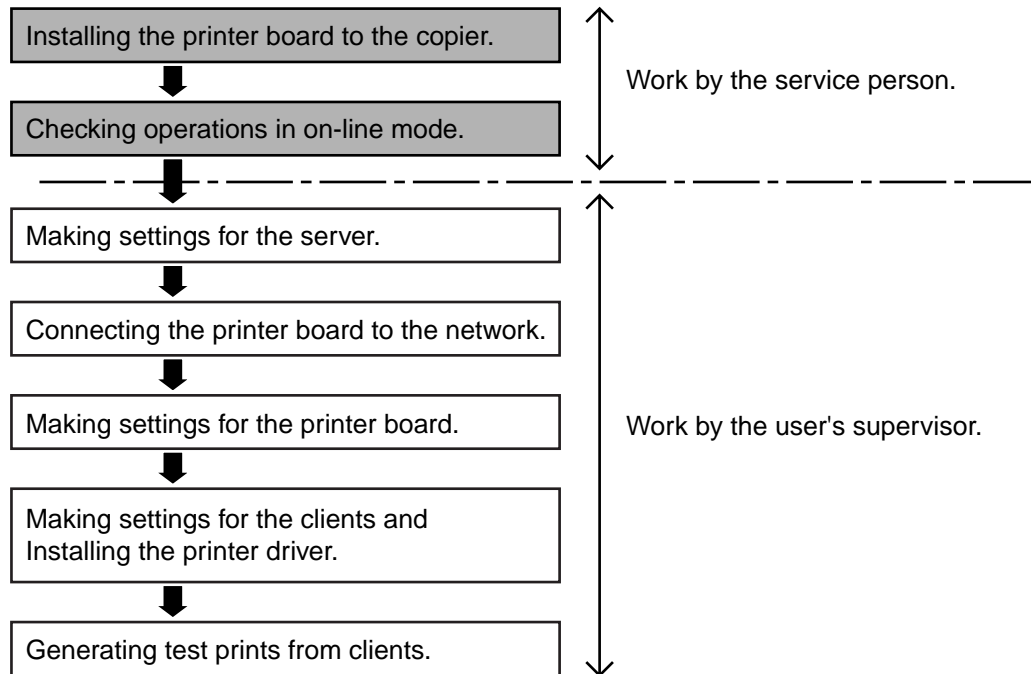 Installing the printer board to the copier.
Work by the service person.
Checking operations in on-line mode.
Making settings for the server.
Connecting the printer board to the network.
Making settings for the printer board.
Work by the user's supervisor.
Making settings for the clients and
Installing the printer driver.
Generating test prints from clients.